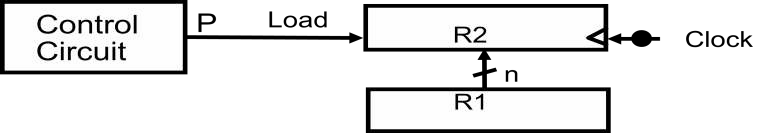 Control
Circuit
P
Load
R2
Clock
n
R1